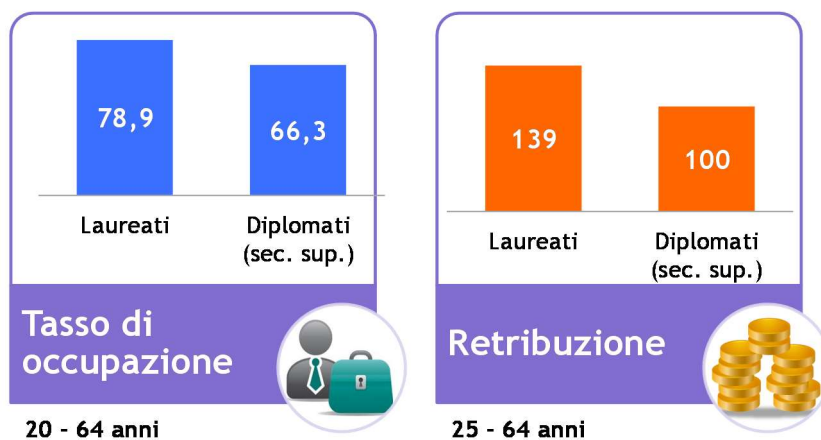 78,9
66,3
Laureati
Diplomati
(sec. sup.)
Tasso di
occupazione
20 - 64 anni
139
100
Laureati
Diplomati
(sec. sup.)
Retribuzione
25 - 64 anni